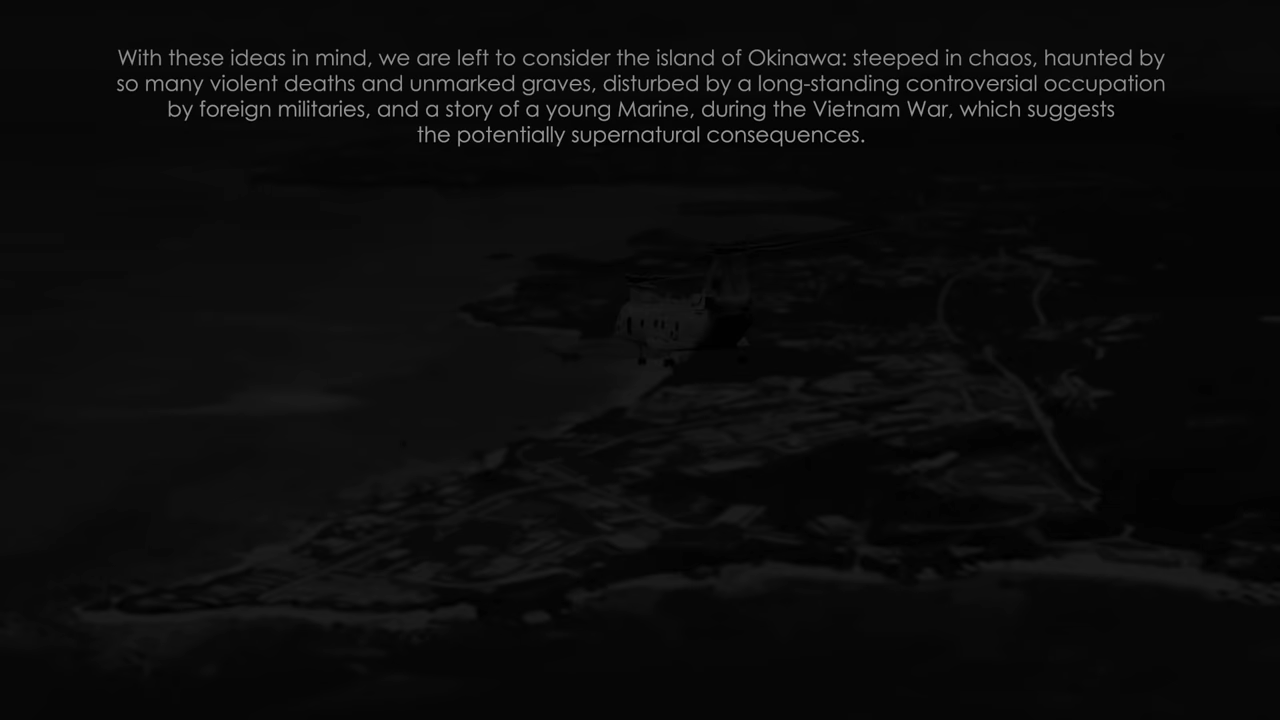 With these ideas in mind, we are left to consider the island of Okinawa: steeped in chaos, haunted by
so many violent deaths and unmarked graves, disturbed by a long-standing controversial occupation
by foreign militaries, and a story of a young Marine, during the Vietnam War, which suggests
the potentially supernatural consequences.